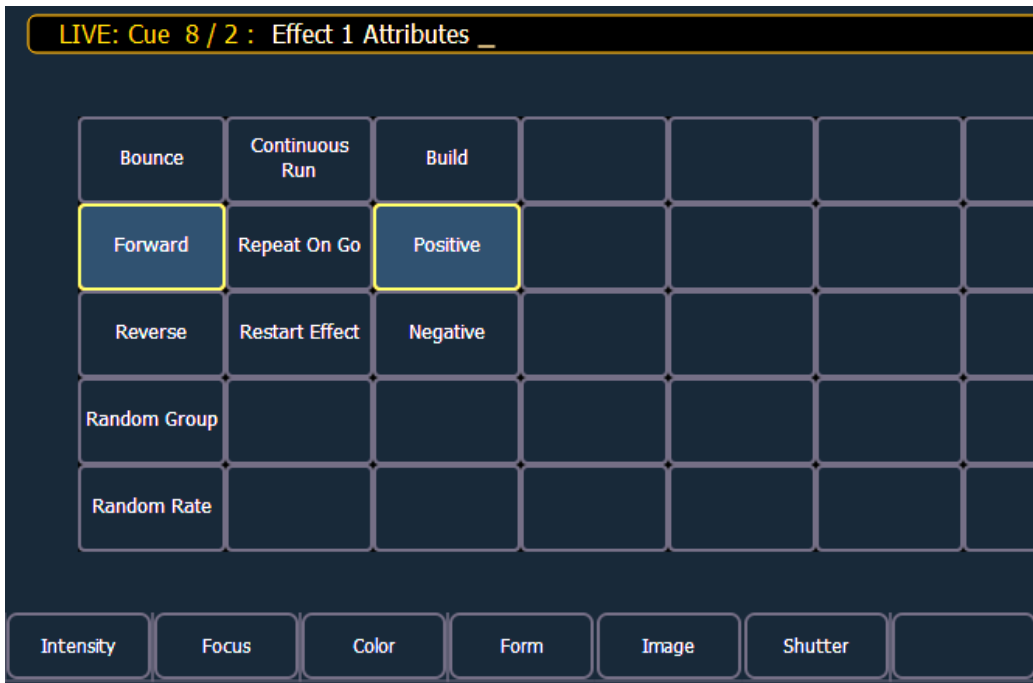 LIVE: Cue 8 / 2 : Effect 1 Attributes _
Bounce
Continuous
Run
Build
Forward
Repeat On Go
Positive
Reverse
Restart Effect
Negative
Random Group
Random Rate
Intensity
Focus
Color
Form
Image
Shutter